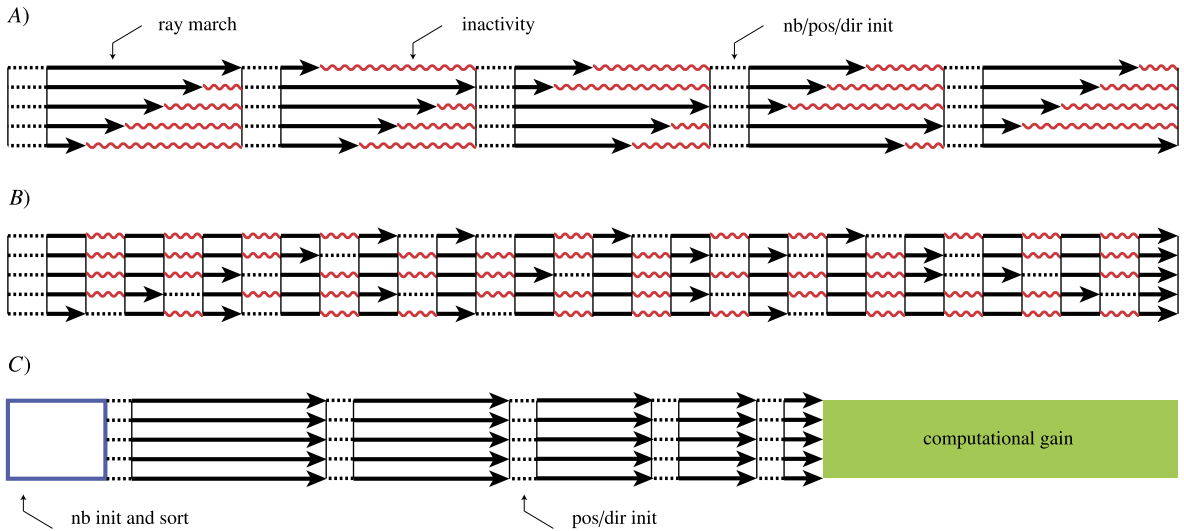 A)
ray march
inactivity
nb/pos/dir init
B)
C)
computational gain
nb init and sort
pos/dir init